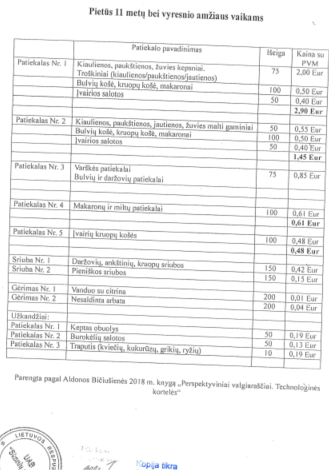 Pietūs 11 metų bei vyresnio amžiaus vaikams
Patiekalo pavadinimas Išeiga Kaina su PVM
Patiekalas Nr. 1 Kiaulienos, paukštienos, žuvies kepsniai.
Troškiniai (kiaulienos/paukštienos/jautienos) 75 2,00 Eur
Bulvių košė, kruopų košė, makaronai 100 0,50 Eur
Įvairios salotos 50 0,40 Eur
2,90 Eur
Patiekalas Nr. 2 Kiaulienos, paukštienos, jautienos, žuvies malti gaminiai 50 0,55 Eur
Bulvių košė, kruopų košė, makaronai 100 0,50 Eur
Įvairios salotos 50 0,40 Eur
1,45 Eur
Patiekalas Nr. 3 Varškės patiekalai 75 0,85 Eur
Bulvių ir daržovių patiekalai
Patiekalas Nr. 4 Makaronų ir miltų patiekalai 100 0,61 Eur
0,61 Eur
Patiekalas Nr. 5 Įvairių kruopų košės 100 0,48 Eur
0,48 Eur
Sriuba Nr. 1 Daržovių, ankštinių, kruopų sriubos 150 0,42 Eur
Sriuba Nr. 2 Pieniškos sriubos 150 0,15 Eur
Gėrimas Nr. 1 Vanduo su citrina 200 0,01 Eur
Gėrimas Nr. 2 Nesaldinta arbata 200 0,04 Eur
Užkandžiai:
Patiekalas Nr. 1 Keptas obuolys 50 0,19 Eur
Patiekalas Nr. 2 Burokėlių salotos 50 0,13 Eur
Patiekalas Nr. 3 Traputis (kviečių, kukurūzų, grikių, ryžių) 10 0,19 Eur
Parengta pagal Aldonos Bičiušienės 2018 m. knygą „Perspektyviniai valgiaraščiai. Technologinės
kortelės“
LIETUVOS RESPUB
UAB
Kopija tikra